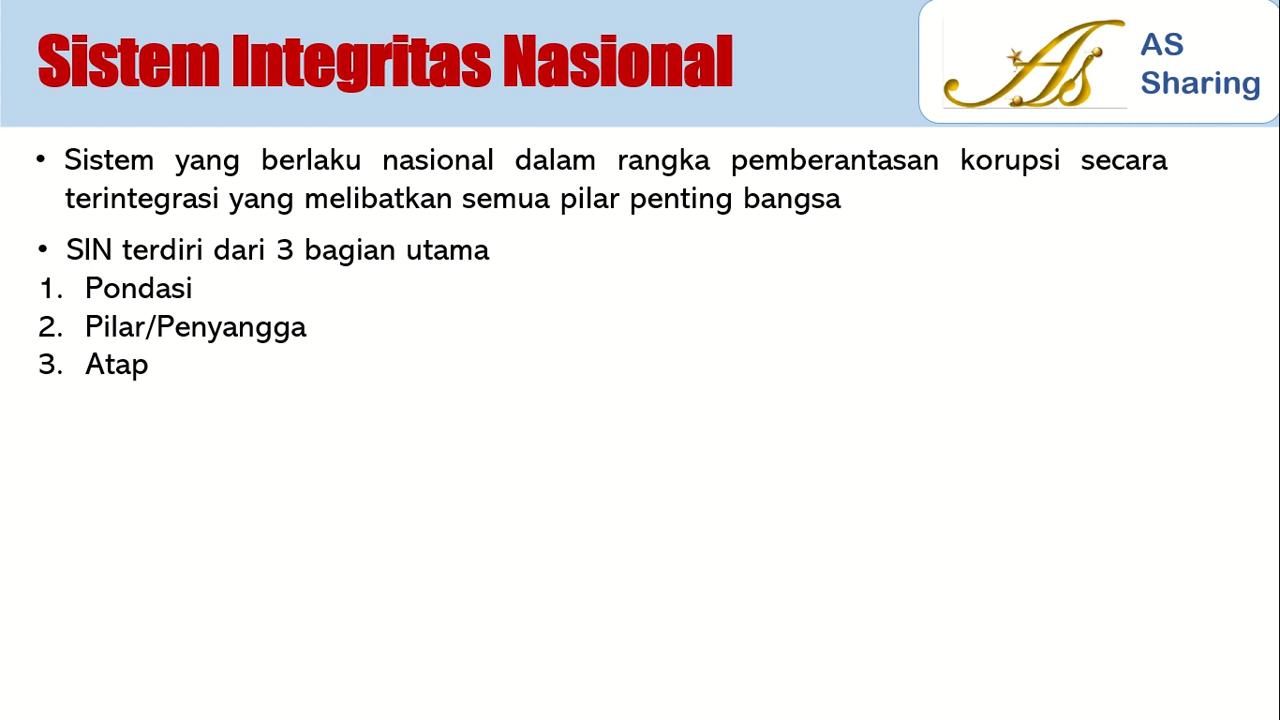 Sistem Integritas Nasional
As
AS
Sharing
• Sistem yang berlaku nasional dalam rangka pemberantasan korupsi secara
terintegrasi yang melibatkan semua pilar penting bangsa
• SIN terdiri dari 3 bagian utama
1. Pondasi
2. Pilar/Penyangga
3. Atap